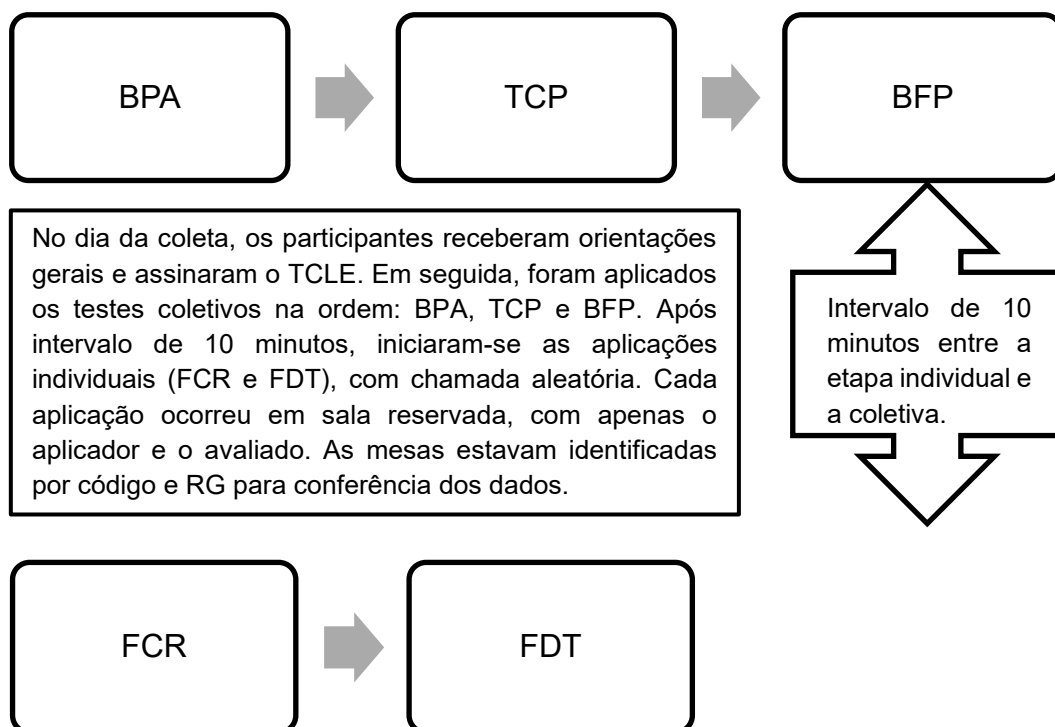 BPA
TCP
BFP
No dia da coleta, os participantes receberam orientações
gerais e assinaram o TCLE. Em seguida, foram aplicados
os testes coletivos na ordem: BPA, TCP e BFP. Após
intervalo de 10 minutos, iniciaram-se as aplicações
individuais (FCR e FDT), com chamada aleatória. Cada
aplicação ocorreu em sala reservada, com apenas o
aplicador e o avaliado. As mesas estavam identificadas
por código e RG para conferência dos dados.
Intervalo de 10
minutos entre a
etapa individual e
a coletiva.
FCR
FDT